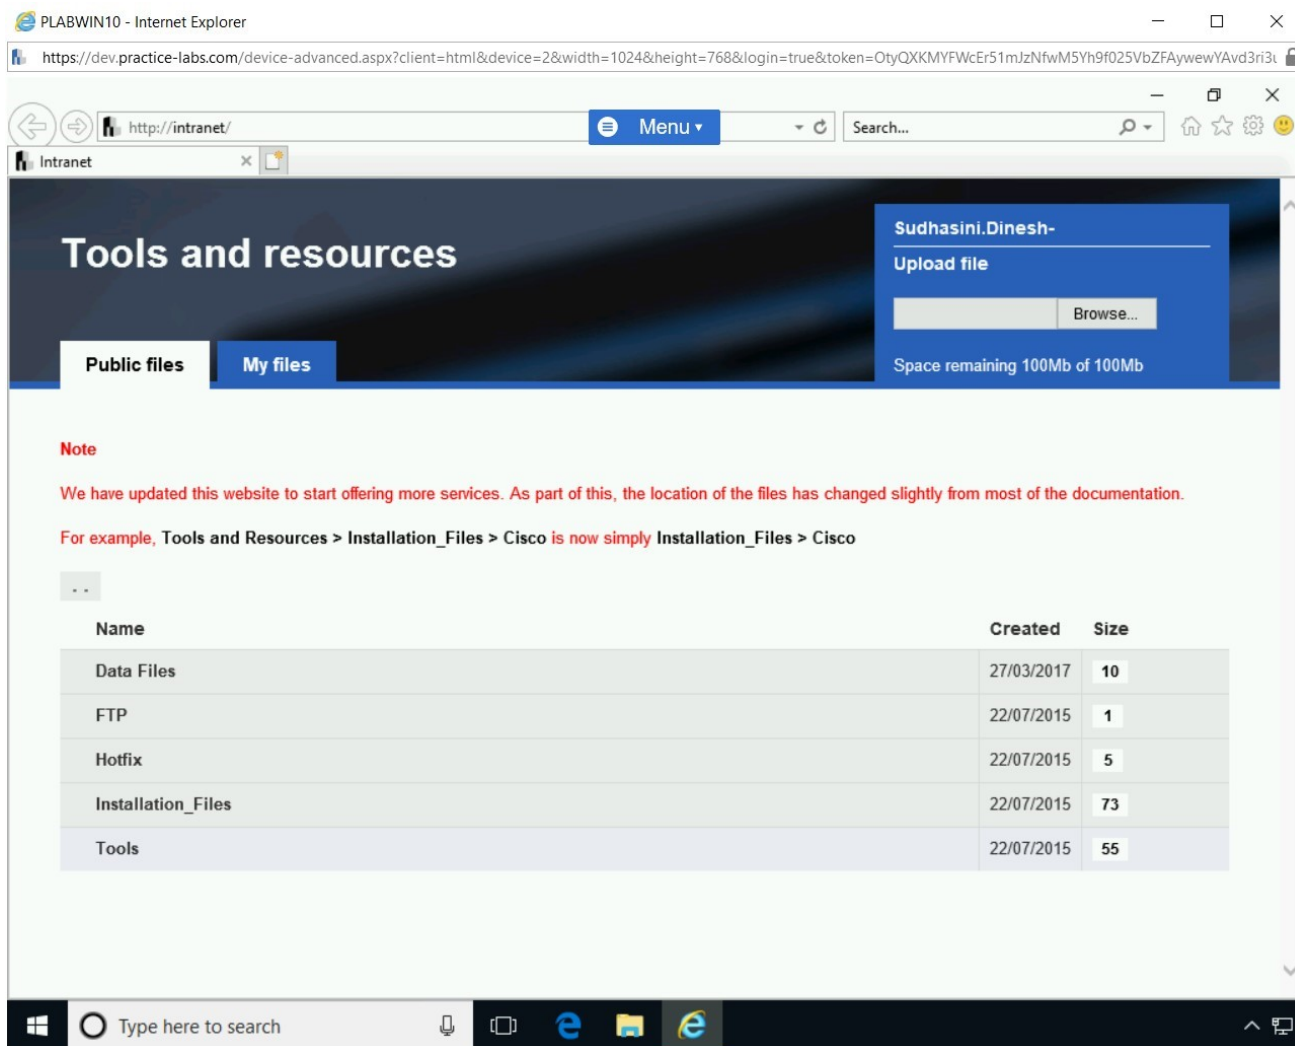 PLABWIN10 - Internet Explorer
https://dev.practice-labs.com/device-advanced.aspx?client=html&device=2&width=1024&height=768&login=true&token=OtyQXKMYFWcEr51mJzNfwM5Yh9f025VbZFAywewYAvd3ri3u
http://intranet/
Menu
Search...
Intranet
Tools and resources
Sudhasini.Dinesh-
Upload file
Browse...
Space remaining 100Mb of 100Mb
Public files My files
Note
We have updated this website to start offering more services. As part of this, the location of the files has changed slightly from most of the documentation.
For example, Tools and Resources > Installation_Files > Cisco is now simply Installation_Files > Cisco
. .
Name Created Size
Data Files 27/03/2017 10
FTP 22/07/2015 1
Hotfix 22/07/2015 5
Installation_Files 22/07/2015 73
Tools 22/07/2015 55
Type here to search